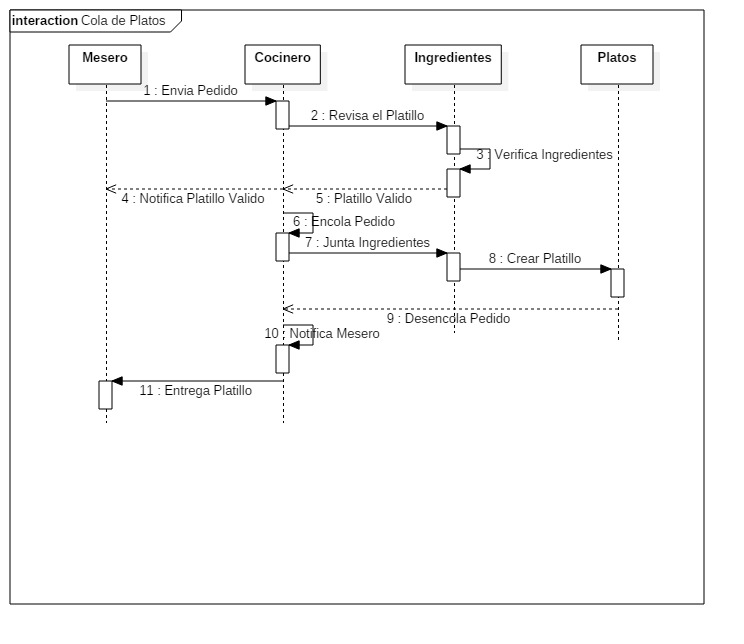 interaction Cola de Platos
Mesero
Cocinero
Ingredientes
Platos
1 : Envia Pedido
2 : Revisa el Platillo
3 : Verifica Ingredientes
4 : Notifica Platillo Valido
5 : Platillo Valido
6 : Encola Pedido
7 : Junta Ingredientes
8 : Crear Platillo
9 : Desencola Pedido
10 : Notifica Mesero
11 : Entrega Platillo